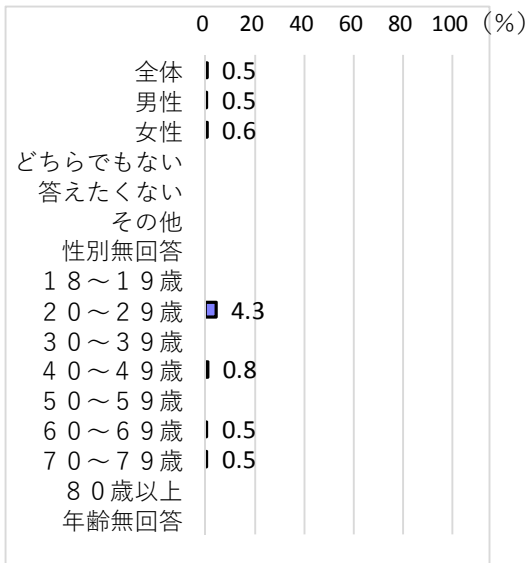 0 20 40 60 80 100 (％)
全体 0.5
男性 0.5
女性 0.6
どちらでもない
答えたくない
その他
性別無回答
１８～１９歳
２０～２９歳 4.3
３０～３９歳
４０～４９歳 0.8
５０～５９歳
６０～６９歳 0.5
７０～７９歳 0.5
８０歳以上
年齢無回答